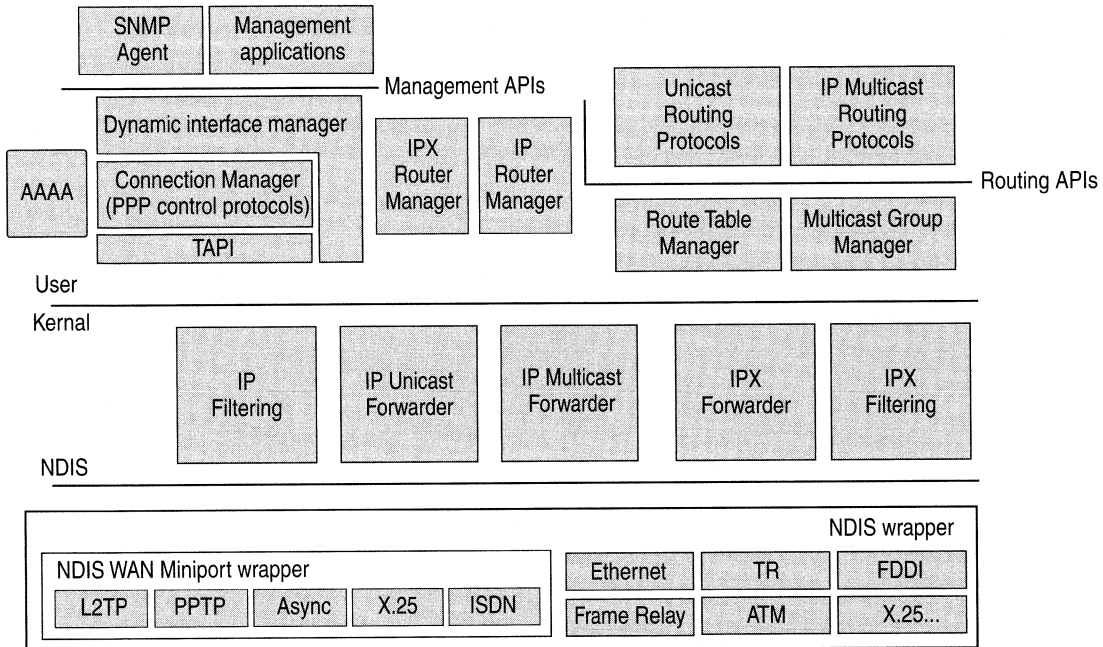 SNMP
Agent
Management
applications
Management APIs
Dynamic interface manager
AAAA
Connection Manager
(PPP control protocols)
TAPI
IPX
Router
Manager
IP
Router
Manager
Unicast
Routing
Protocols
IP Multicast
Routing
Protocols
Routing APIs
Route Table
Manager
Multicast Group
Manager
User
Kernal
IP
Filtering
IP Unicast
Forwarder
IP Multicast
Forwarder
IPX
Forwarder
IPX
Filtering
NDIS
NDIS wrapper
NDIS WAN Miniport wrapper
L2TP
PPTP
Async
X.25
ISDN
Ethernet
TR
FDDI
Frame Relay
ATM
X.25...